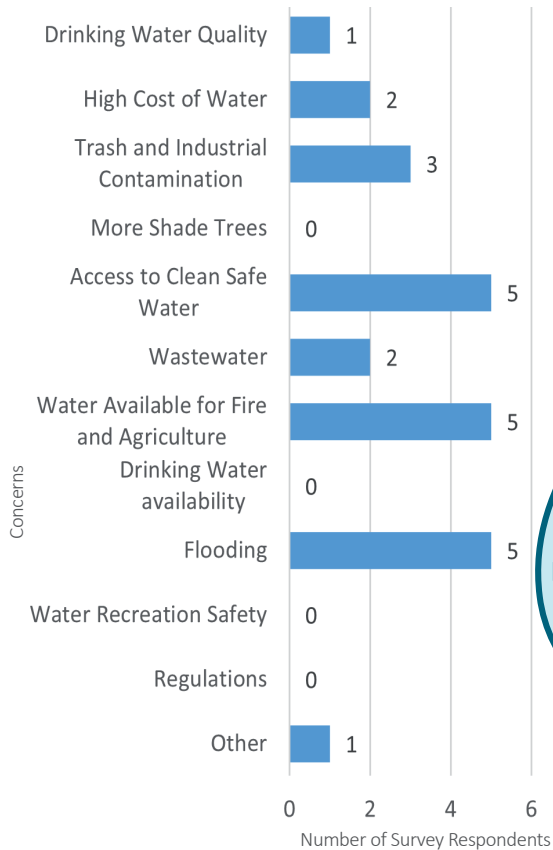 Drinking Water Quality 1
High Cost of Water 2
Trash and Industrial
Contamination 3
More Shade Trees 0
Access to Clean Safe
Water 5
Wastewater 2
Water Available for Fire
and Agriculture 5
Drinking Water
availability 0
Flooding 5
Water Recreation Safety 0
Regulations 0
Other 1
Concerns
0 2 4 6
Number of Survey Respondents